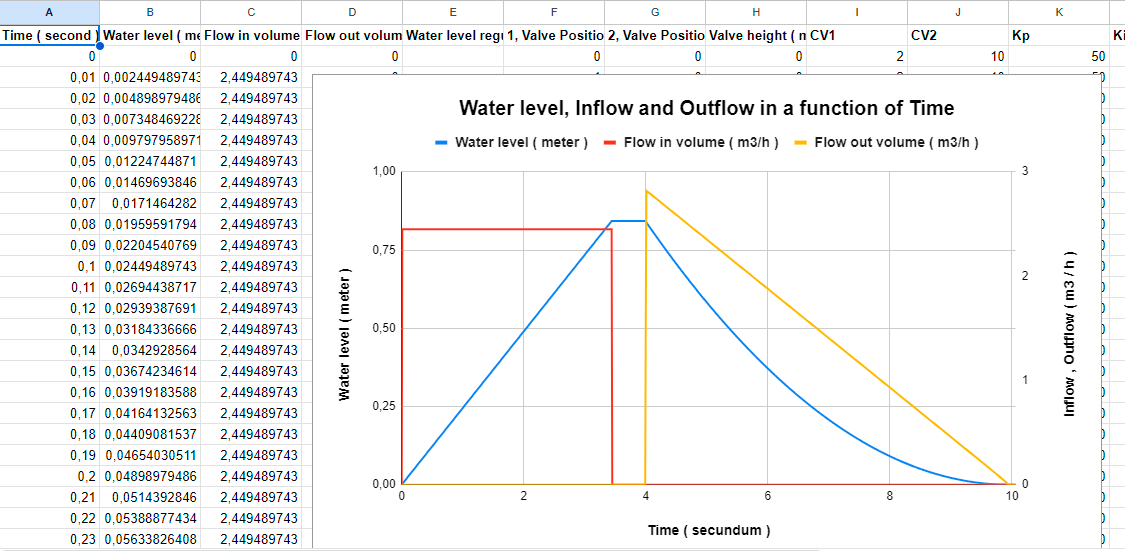 A B C D E F G H I J K
Time ( second ) Water level ( me Flow in volume Flow out volum Water level regu 1, Valve Positio 2, Valve Positio Valve height ( n CV1 CV2 Kp Ki
0 0 0 0 0 0 0 0 2 10 50
0,01 0,002449489743 2,449489743
0,02 0,004898979486 2,449489743
0,03 0,007348469228 2,449489743
0,04 0,009797958971 2,449489743
0,05 0,01224744871 2,449489743
0,06 0,01469693846 2,449489743
0,07 0,0171464282 2,449489743
0,08 0,01959591794 2,449489743
0,09 0,02204540769 2,449489743
0,1 0,02449489743 2,449489743
0,11 0,02694438717 2,449489743
0,12 0,02939387691 2,449489743
0,13 0,03184336666 2,449489743
0,14 0,0342928564 2,449489743
0,15 0,03674234614 2,449489743
0,16 0,03919183588 2,449489743
0,17 0,04164132563 2,449489743
0,18 0,04409081537 2,449489743
0,19 0,04654030511 2,449489743
0,2 0,04898979486 2,449489743
0,21 0,0514392846 2,449489743
0,22 0,05388877434 2,449489743
0,23 0,05633826408 2,449489743
Water level, Inflow and Outflow in a function of Time
Water level ( meter ) Flow in volume ( m3/h ) Flow out volume ( m3/h )
Water level ( meter )
1,00
0,75
0,50
0,25
0,00
3
2
1
0
Inflow , Outflow ( m3 / h )
0 2 4 6 8 10
Time ( secundum )